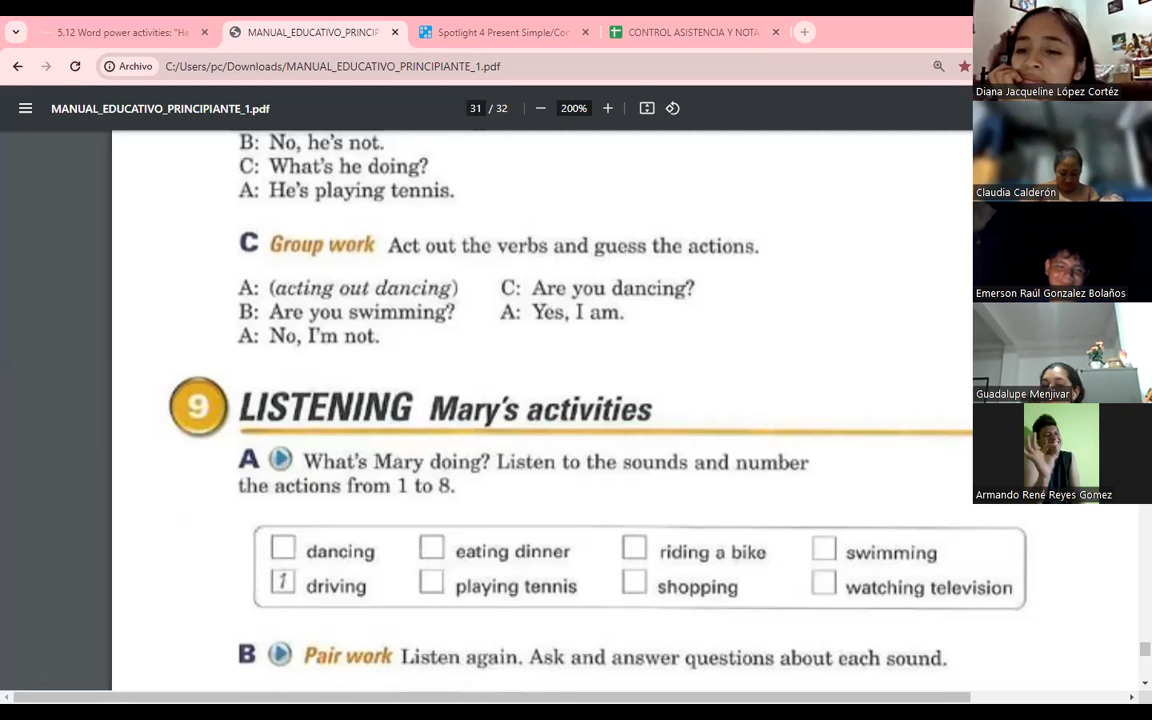 5.12 Word power activities: "He
MANUAL_EDUCATIVO_PRINCIP
Spotlight 4 Present Simple/Con
CONTROL ASISTENCIA Y NOTA
Archivo
C:/Users/pc/Downloads/MANUAL_EDUCATIVO_PRINCIPIANTE_1.pdf
MANUAL_EDUCATIVO_PRINCIPIANTE_1.pdf
31 / 32
200%
B: No, he's not.
C: What's he doing?
A: He's playing tennis.
C Group work Act out the verbs and guess the actions.
A: (acting out dancing) C: Are you dancing?
B: Are you swimming? A: Yes, I am.
A: No, I'm not.
9 LISTENING Mary's activities
A What's Mary doing? Listen to the sounds and number
the actions from 1 to 8.
dancing eating dinner riding a bike swimming
1 driving playing tennis shopping watching television
B Pair work Listen again. Ask and answer questions about each sound.
Diana Jacqueline López Cortéz
Claudia Calderón
Emerson Raúl Gonzalez Bolaños
Guadalupe Menjivar
Armando René Reyes Gomez